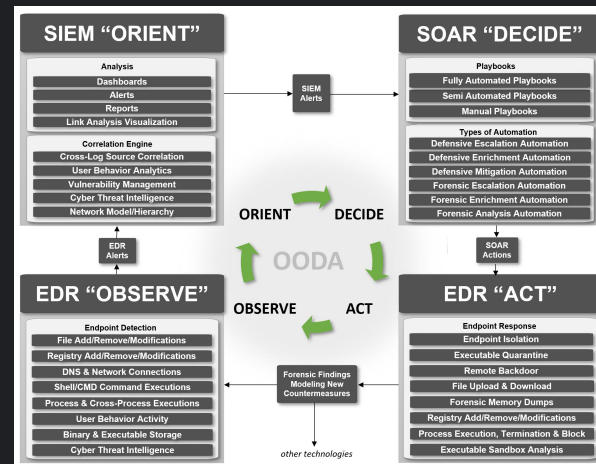 SIEM “ORIENT”
Analysis
Dashboards
Alerts
Reports
Link Analysis Visualization
Correlation Engine
Cross-Log Source Correlation
User Behavior Analytics
Vulnerability Management
Cyber Threat Intelligence
Network Model/Hierarchy
SIEM
Alerts
SOAR “DECIDE”
Playbooks
Fully Automated Playbooks
Semi Automated Playbooks
Manual Playbooks
Types of Automation
Defensive Escalation Automation
Defensive Enrichment Automation
Defensive Mitigation Automation
Forensic Escalation Automation
Forensic Enrichment Automation
Forensic Analysis Automation
ORIENT
DECIDE
OODA
OBSERVE
ACT
EDR
Alerts
SOAR
Actions
EDR “OBSERVE”
Endpoint Detection
File Add/Remove/Modifications
Registry Add/Remove/Modifications
DNS & Network Connections
Shell/CMD Command Executions
Process & Cross-Process Executions
User Behavior Activity
Binary & Executable Storage
Cyber Threat Intelligence
Forensic Findings
Modeling New
Countermeasures
other technologies
EDR “ACT”
Endpoint Response
Endpoint Isolation
Executable Quarantine
Remote Backdoor
File Upload & Download
Forensic Memory Dumps
Registry Add/Remove/Modifications
Process Execution, Termination & Block
Executable Sandbox Analysis